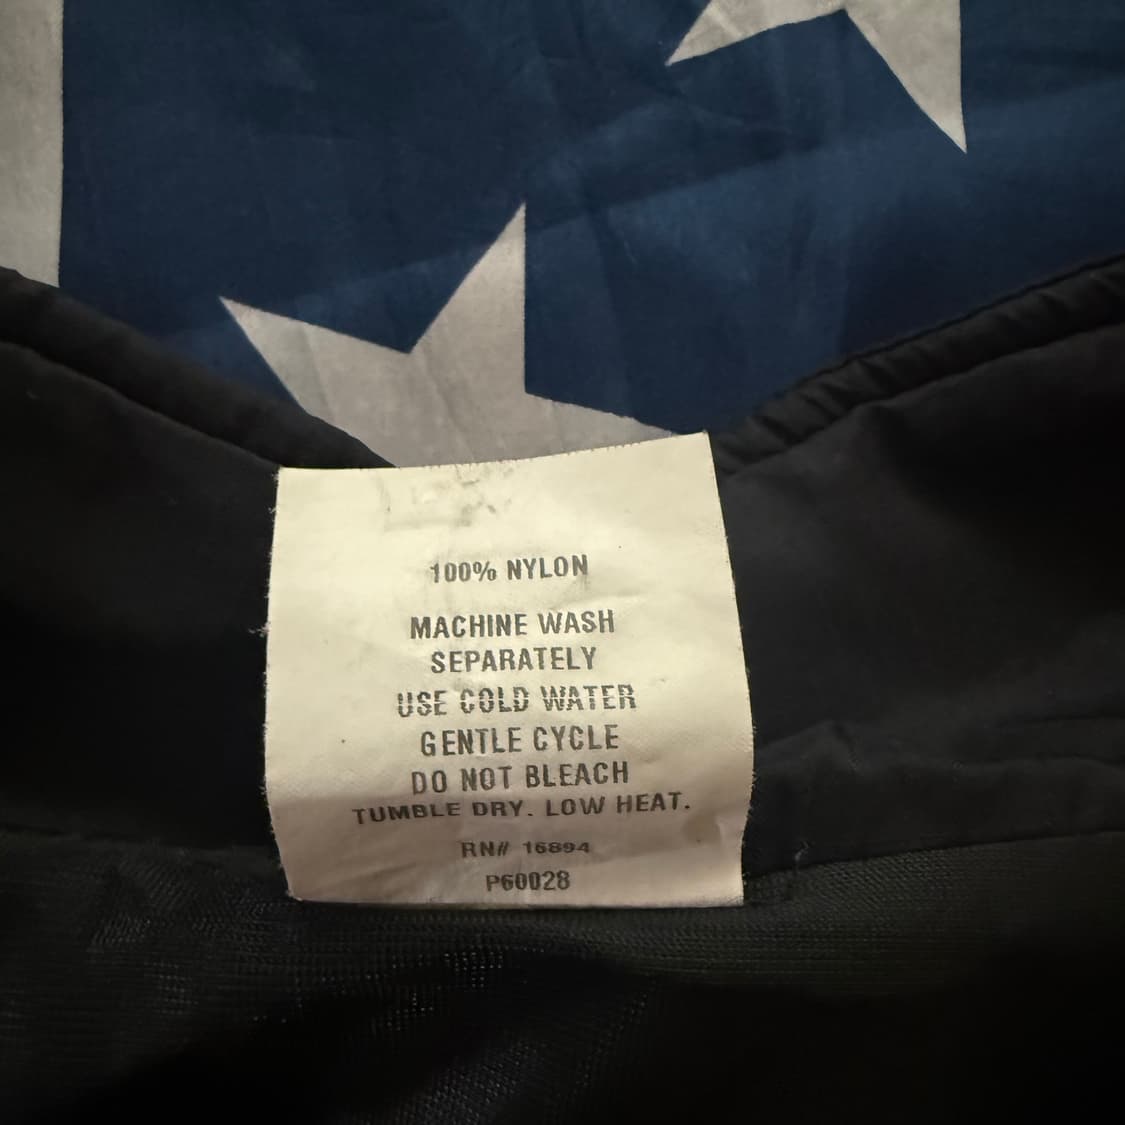 100% NYLON
MACHINE WASH
SEPARATELY
USE COLD WATER
GENTLE CYCLE
DO NOT BLEACH
TUMBLE DRY. LOW HEAT.
RN# 16894
P60028